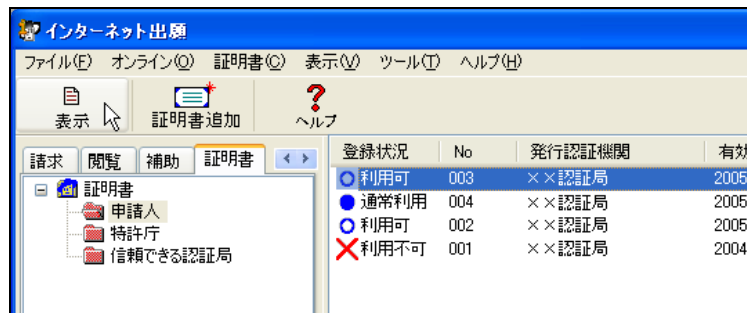 インターネット出願
ファイル(F) オンライン(O) 証明書(C) 表示(V) ツール(T) ヘルプ(H)
表示 証明書追加 ヘルプ
請求 閲覧 補助 証明書
証明書
申請人
特許庁
信頼できる認証局
登録状況 No 発行認証機関 有効
利用可 003 ××認証局 2005
通常利用 004 ××認証局 2005
利用可 002 ××認証局 2005
利用不可 001 ××認証局 2004